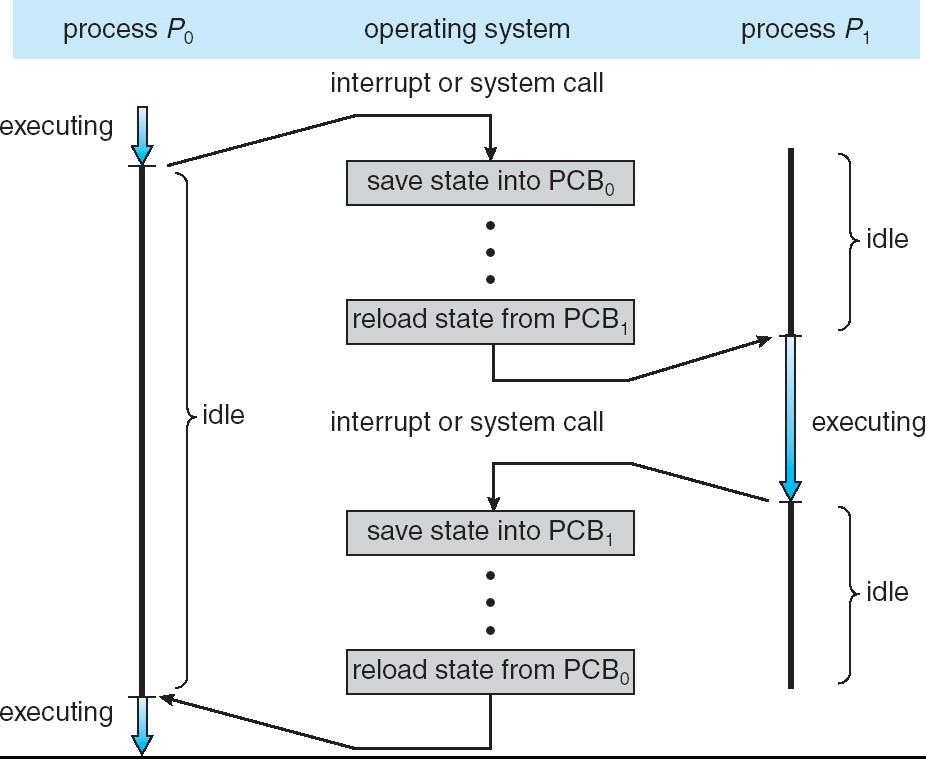 process P0 operating system process P1
interrupt or system call
executing
save state into PCB0
idle
reload state from PCB1
idle
interrupt or system call
executing
save state into PCB1
idle
reload state from PCB0
executing